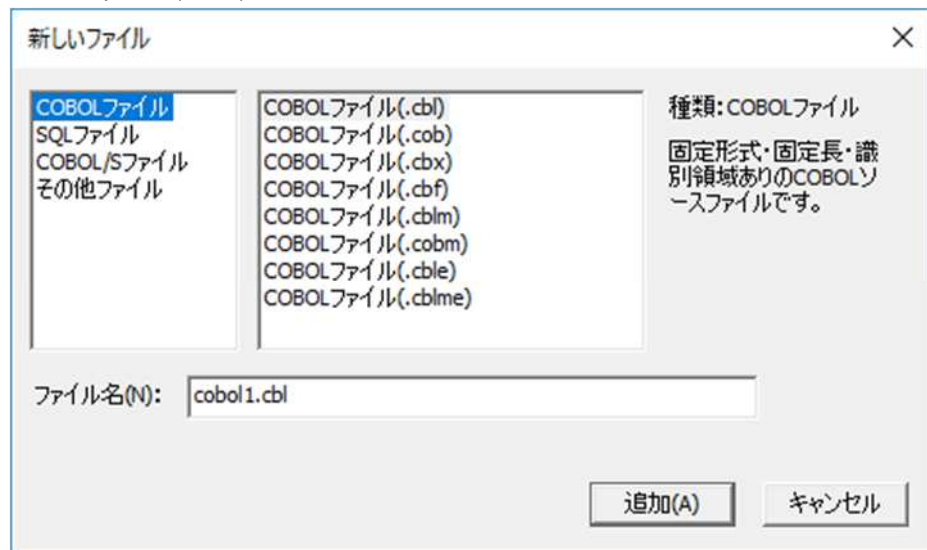 新しいファイル
COBOLファイル
SQLファイル
COBOL/Sファイル
その他ファイル
COBOLファイル(.cbl)
COBOLファイル(.cob)
COBOLファイル(.cbx)
COBOLファイル(.cbf)
COBOLファイル(.cblm)
COBOLファイル(.cobm)
COBOLファイル(.cble)
COBOLファイル(.cblme)
種類:COBOLファイル
固定形式・固定長・識
別領域ありのCOBOLソ
ースファイルです。
ファイル名(N): cobol1.cbl
追加(A) キャンセル